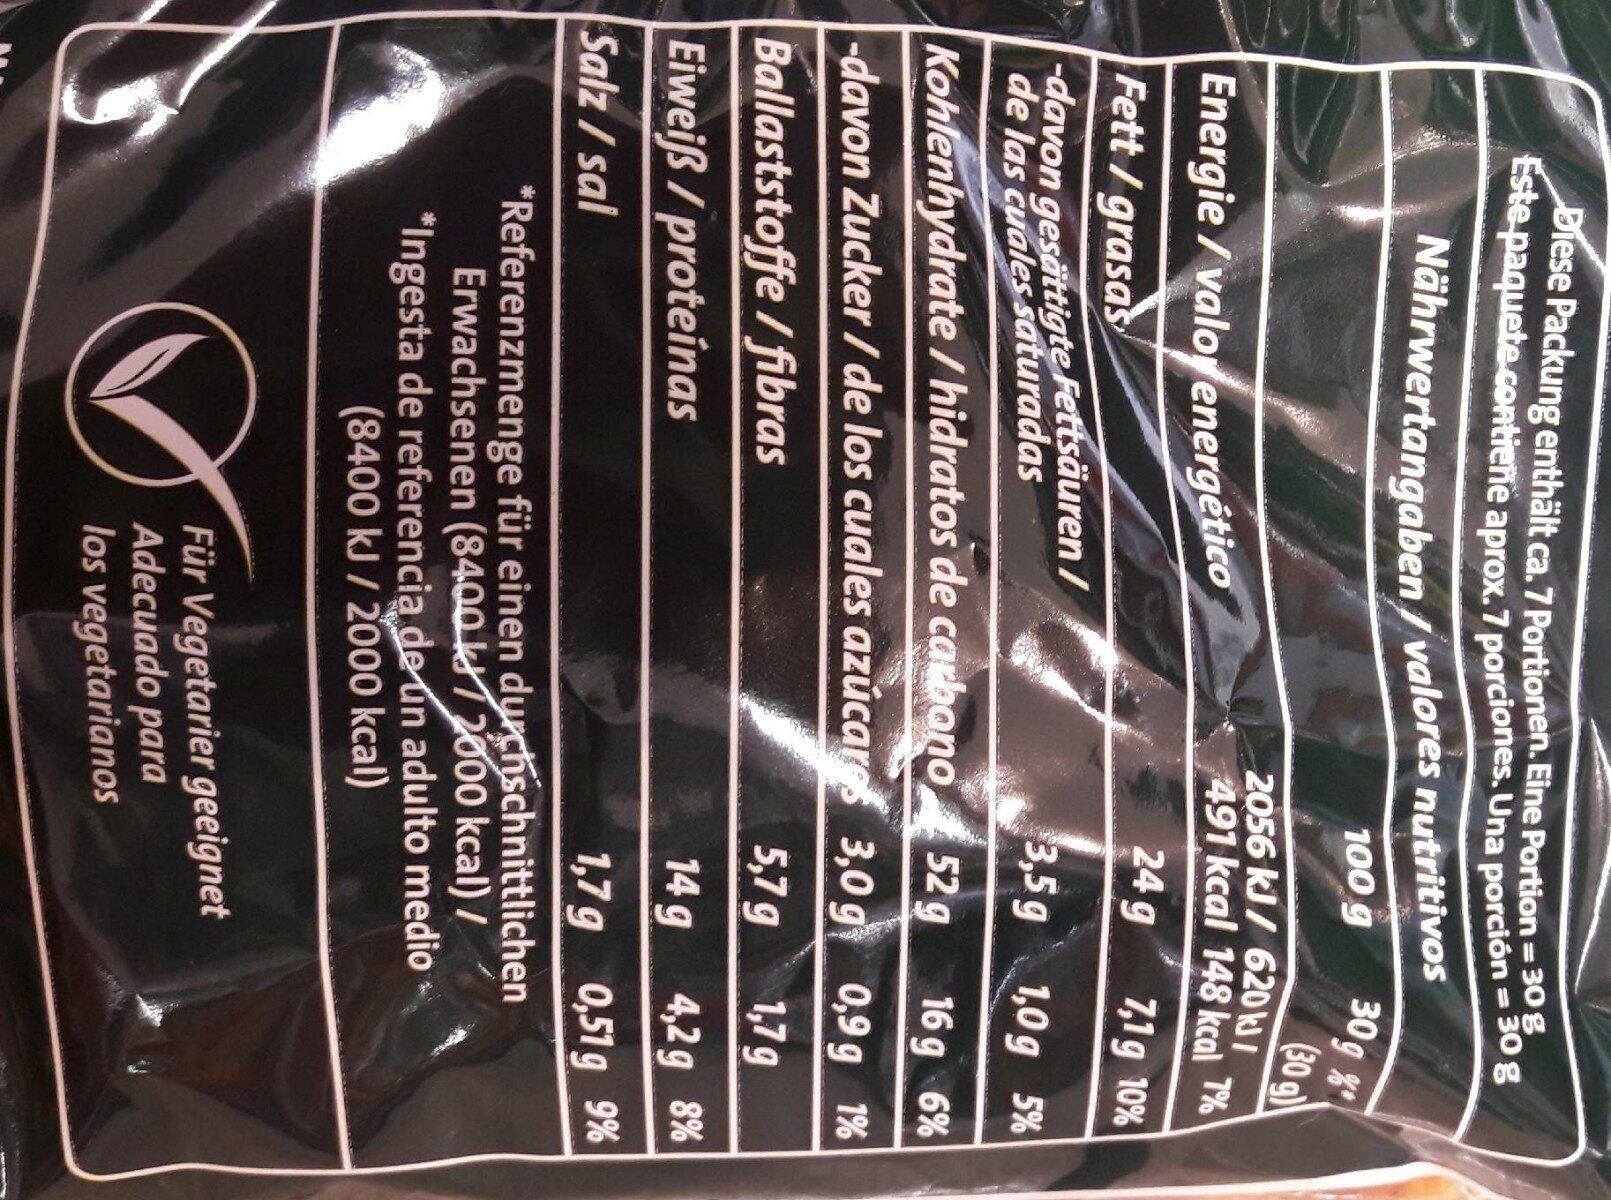 Diese Packung enthält ca. 7 Portionen. Eine Portion = 30 g
Este paquete contiene aprox. 7 porciones. Una porción = 30 g
Nährwertangaben / valores nutritivos
100 g 30 g %*
(30 g)
Energie / valor energético 2056 kJ / 620 kJ /
491 kcal 148 kcal 7%
Fett / grasas 24 g 7,1 g 10%
-davon gesättigte Fettsäuren /
de las cuales saturadas 3,5 g 1,0 g 5%
Kohlenhydrate / hidratos de carbono 52 g 16 g 6%
-davon Zucker / de los cuales azúcares 3,0 g 0,9 g 1%
Ballaststoffe / fibras 5,7 g 1,7 g
Eiweiß / proteínas 14 g 4,2 g 8%
Salz / sal 1,7 g 0,51 g 9%
*Referenzmenge für einen durchschnittlichen
Erwachsenen (8400 kJ / 2000 kcal) /
*Ingesta de referencia de un adulto medio
(8400 kJ / 2000 kcal)
Für Vegetarier geeignet
Adecuado para
los vegetarianos